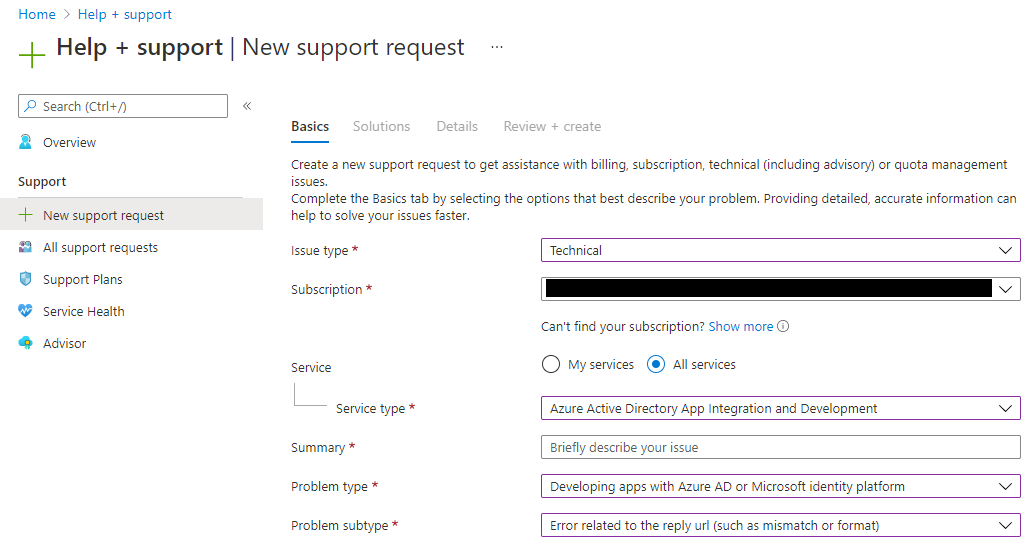 Home > Help + support
Help + support | New support request ...
Search (Ctrl+/) «
Overview
Support
New support request
All support requests
Support Plans
Service Health
Advisor
Basics Solutions Details Review + create
Create a new support request to get assistance with billing, subscription, technical (including advisory) or quota management
issues.
Complete the Basics tab by selecting the options that best describe your problem. Providing detailed, accurate information can
help to solve your issues faster.
Issue type * Technical
Subscription *
Can't find your subscription? Show more
Service My services All services
Service type * Azure Active Directory App Integration and Development
Summary * Briefly describe your issue
Problem type * Developing apps with Azure AD or Microsoft identity platform
Problem subtype * Error related to the reply url (such as mismatch or format)